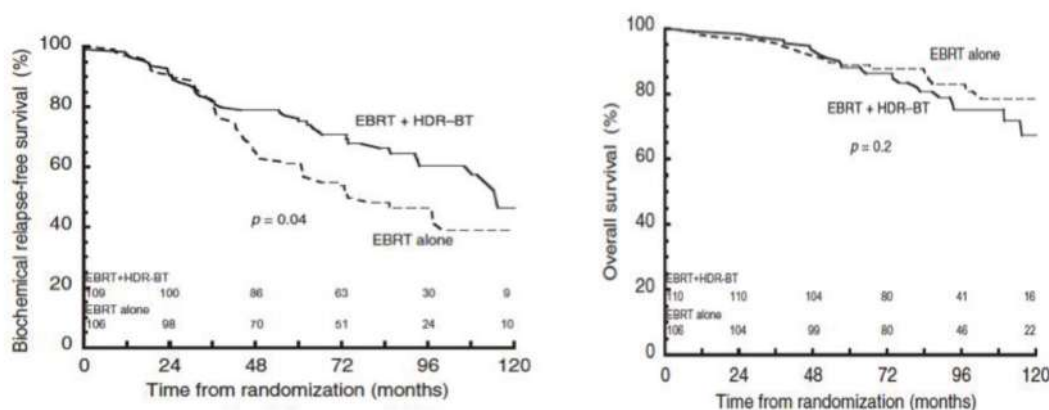 Biochemical relapse-free survival (%)
100
80
60
40
20
0
EBRT + HDR–BT
p = 0.04
EBRT alone
EBRT+HDR-BT
109 100 86 63 30 9
EBRT alone
106 98 70 51 24 10
0 24 48 72 96 120
Time from randomization (months)
Overall survival (%)
100
80
60
40
20
0
EBRT alone
EBRT + HDR–BT
p = 0.2
EBRT+HDR-BT
110 110 104 80 41 16
EBRT alone
106 104 99 80 46 22
0 24 48 72 96 120
Time from randomization (months)